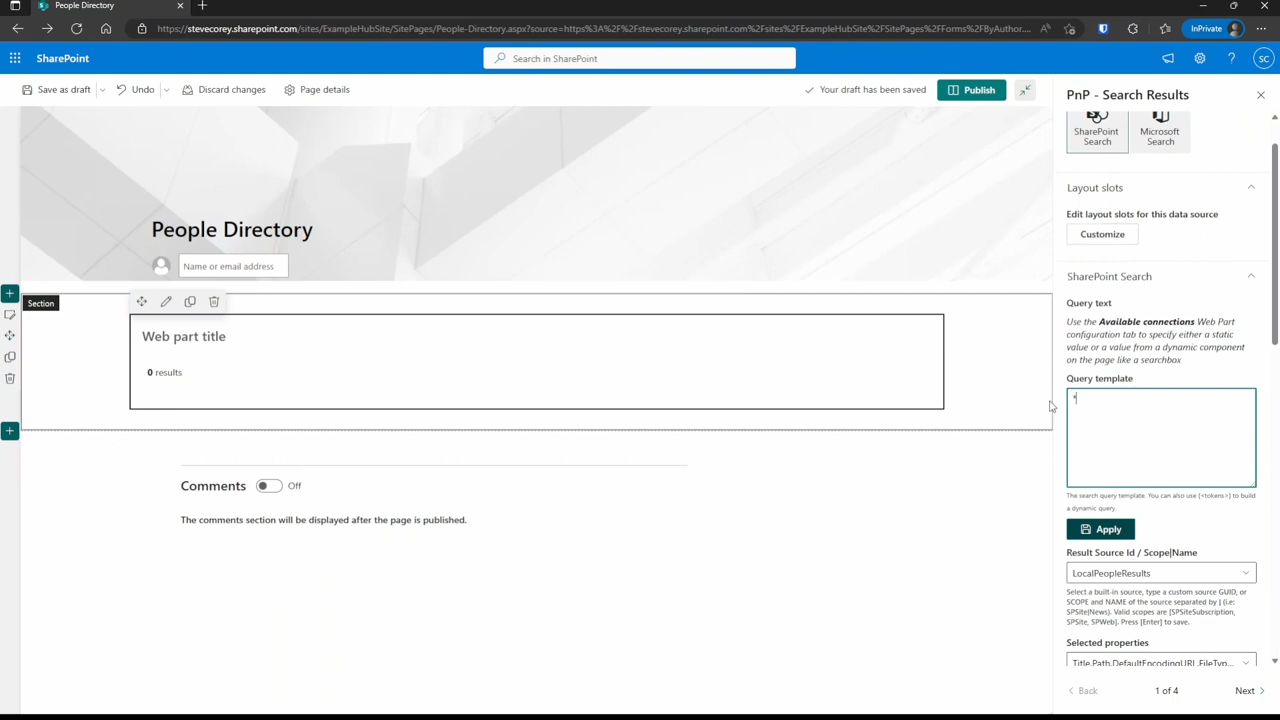 People Directory
https://stevecorey.sharepoint.com/sites/ExampleHubSite/SitePages/People-Directory.aspx?source=https%3A%2F%2Fstevecorey.sharepoint.com%2Fsites%2FExampleHubSite%2FSitePages%2FForms%2FByAuthor....
InPrivate
SharePoint
Search in SharePoint
SC
Save as draft
Undo
Discard changes
Page details
Your draft has been saved
Publish
PnP - Search Results
SharePoint
Search
Microsoft
Search
Layout slots
Edit layout slots for this data source
Customize
People Directory
Name or email address
SharePoint Search
Section
Query text
Use the Available connections Web Part
configuration tab to specify either a static
value or a value from a dynamic component
on the page like a searchbox
Web part title
0 results
Query template
*
The search query template. You can also use {<tokens>} to build
a dynamic query.
Apply
Comments
Off
The comments section will be displayed after the page is published.
Result Source Id / Scope|Name
LocalPeopleResults
Select a built-in source, type a custom source GUID, or
SCOPE and NAME of the source separated by | (i.e:
SPSite|News). Valid scopes are [SPSiteSubscription,
SPSite, SPWeb]. Press [Enter] to save.
Selected properties
Title,Path,DefaultEncodingURL,FileTyp...
Back
1 of 4
Next